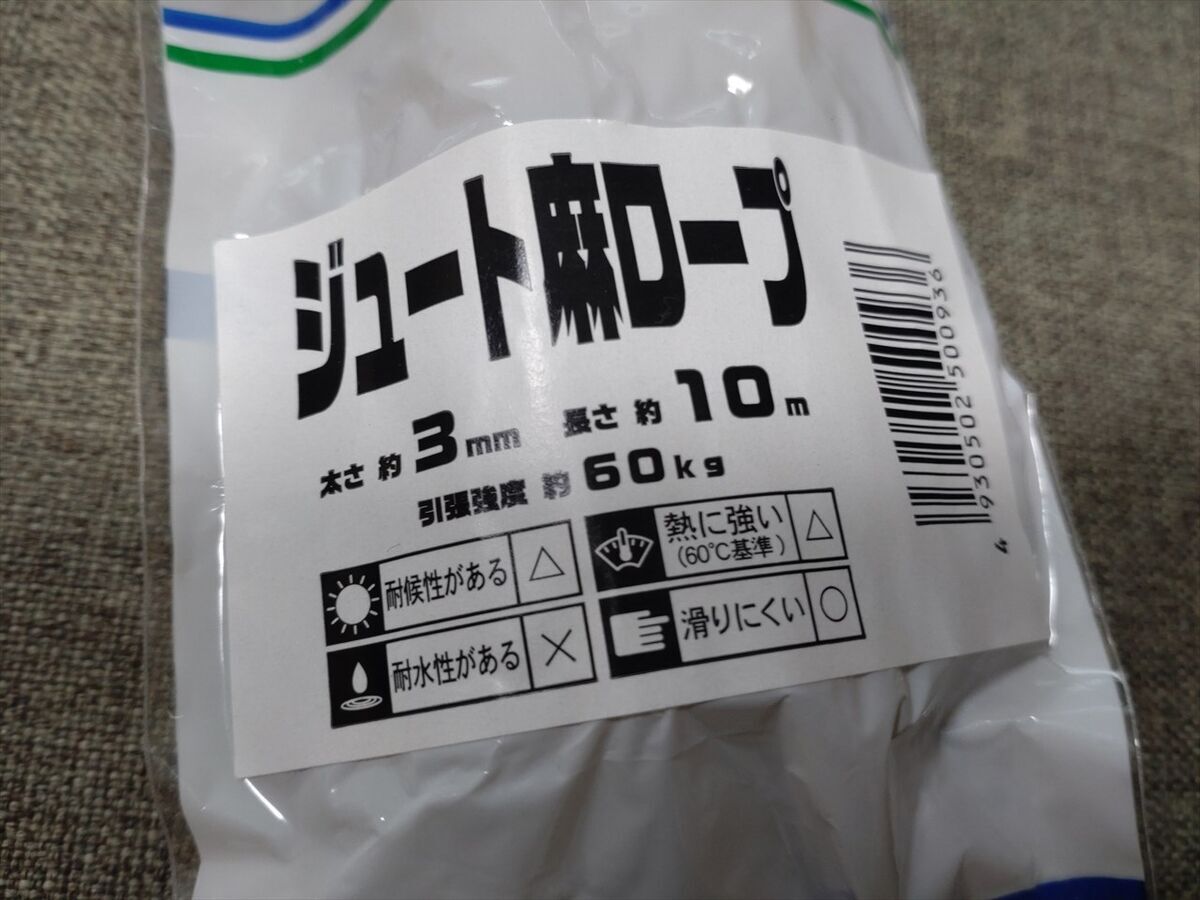 ジュート麻ロープ
太さ 約 3mm 長さ 約 10m
引張強度 約 60kg
耐候性がある △
熱に強い (60℃基準) △
耐水性がある ×
滑りにくい ○
4 930502 500936